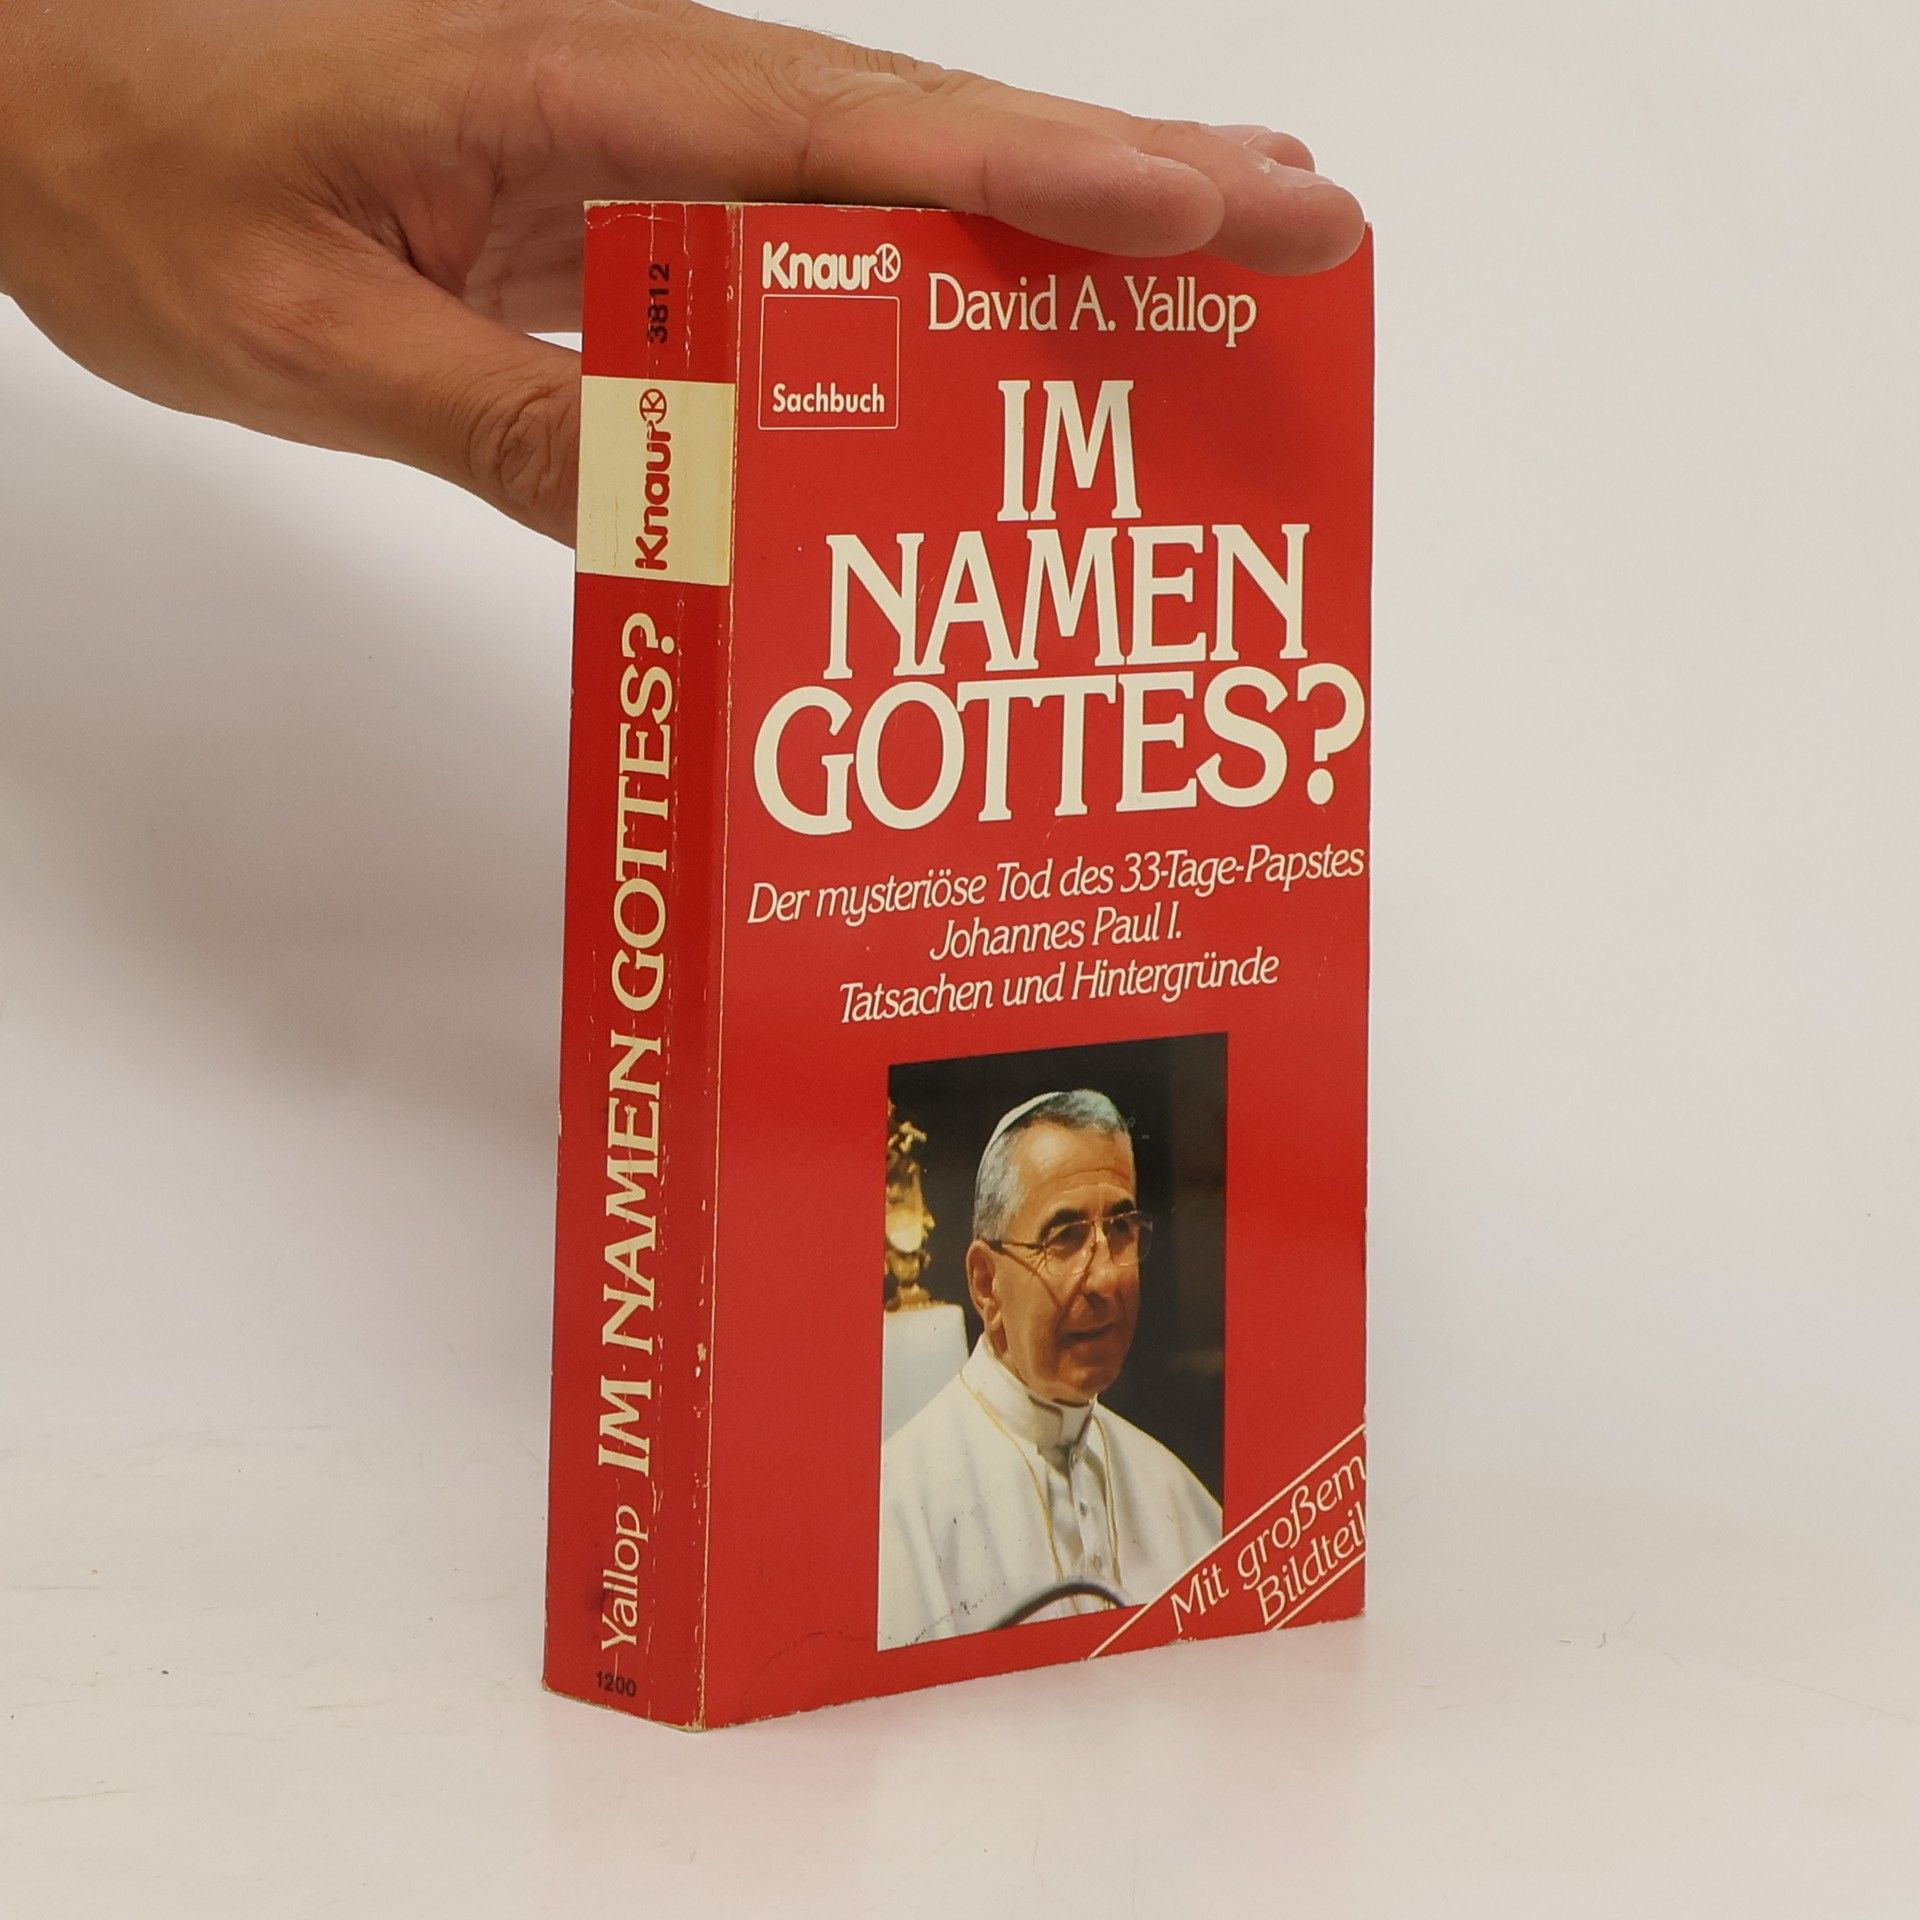 3812
Knaur
Yallop IM NAMEN GOTTES?
1200
Knaur
Sachbuch
David A. Yallop
IM
NAMEN
GOTTES?
Der mysteriöse Tod des 33-Tage-Papstes
Johannes Paul I.
Tatsachen und Hintergründe
Mit großem
Bildteil